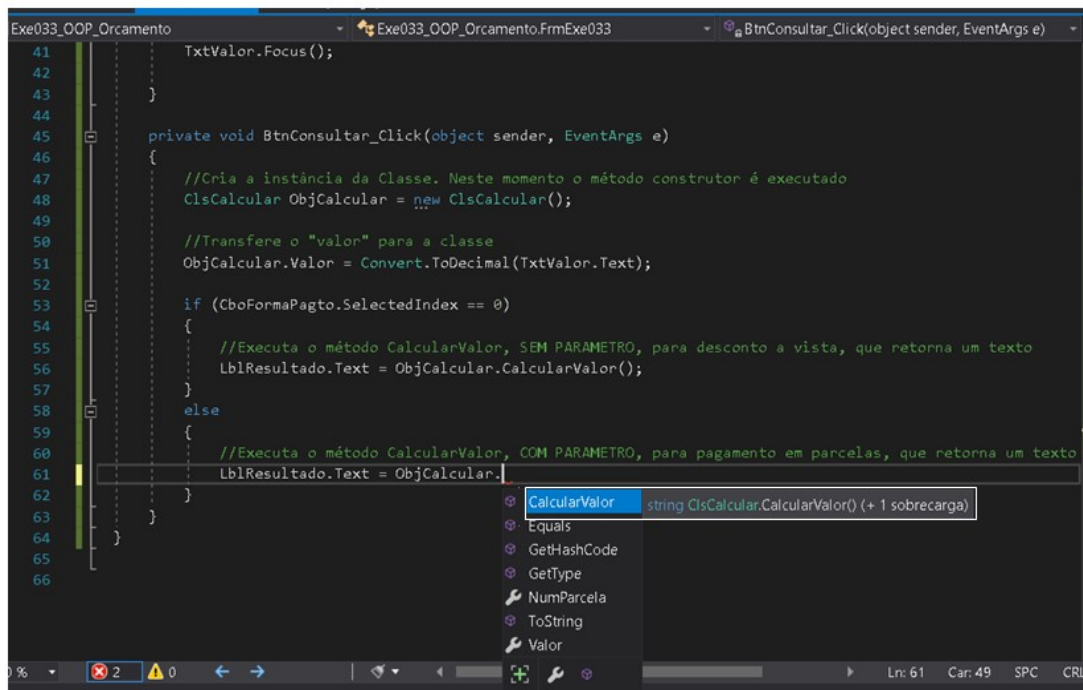 Exe033_OOP_Orcamento Exe033_OOP_Orcamento.FrmExe033 BtnConsultar_Click(object sender, EventArgs e)
41 TxtValor.Focus();
42
43 }
44
45 private void BtnConsultar_Click(object sender, EventArgs e)
46 {
47 //Cria a instância da Classe. Neste momento o método construtor é executado
48 ClsCalcular ObjCalcular = new ClsCalcular();
49
50 //Transfere o "valor" para a classe
51 ObjCalcular.Valor = Convert.ToDecimal(TxtValor.Text);
52
53 if (CboFormaPagto.SelectedIndex == 0)
54 {
55 //Executa o método CalcularValor, SEM PARAMETRO, para desconto a vista, que retorna um texto
56 LblResultado.Text = ObjCalcular.CalcularValor();
57 }
58 else
59 {
60 //Executa o método CalcularValor, COM PARAMETRO, para pagamento em parcelas, que retorna um texto
61 LblResultado.Text = ObjCalcular.
62 }
63 }
64 }
65
66
CalcularValor string ClsCalcular.CalcularValor() (+ 1 sobrecarga)
Equals
GetHashCode
GetType
NumParcela
ToString
Valor
% 2 0 Ln: 61 Car: 49 SPC